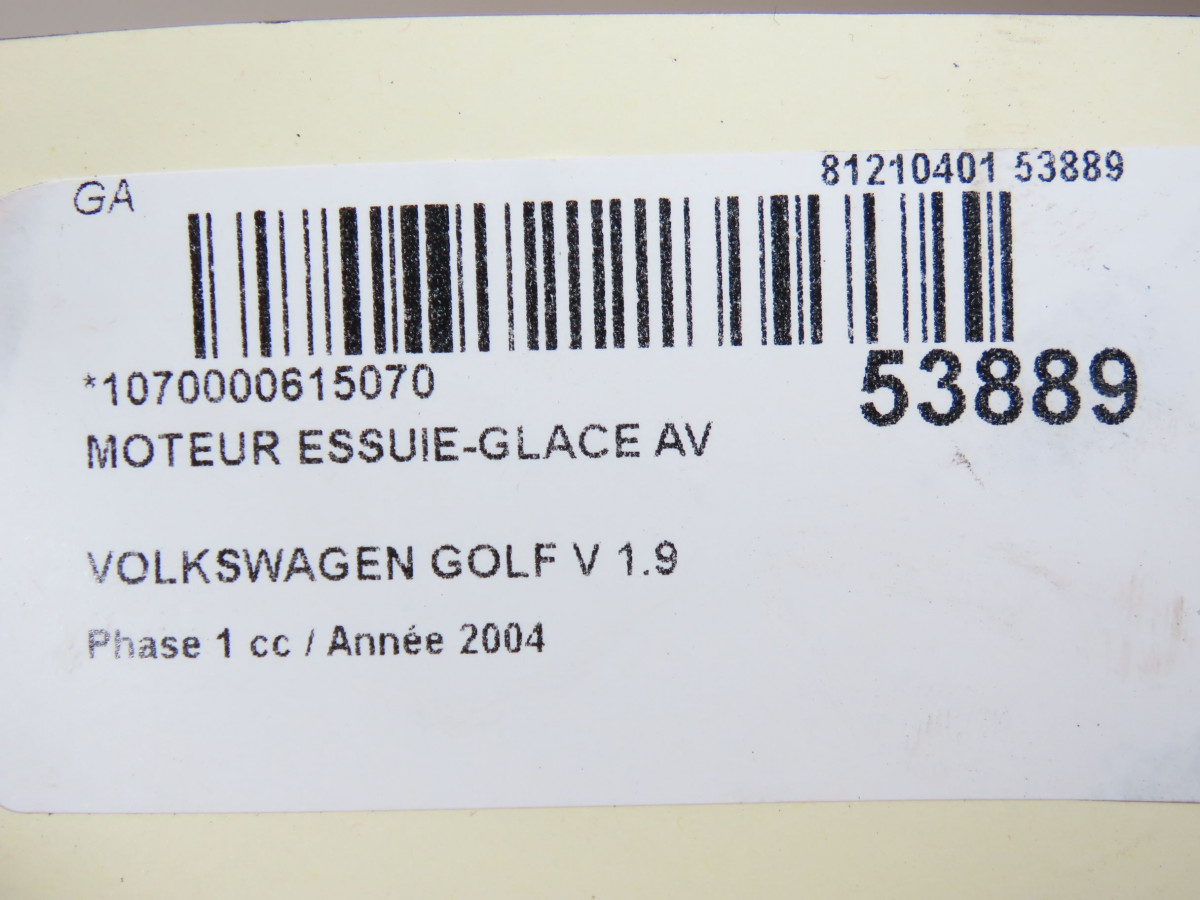 81210401 53889
GA
*1070000615070
53889
MOTEUR ESSUIE-GLACE AV
VOLKSWAGEN GOLF V 1.9
Phase 1 cc / Année 2004